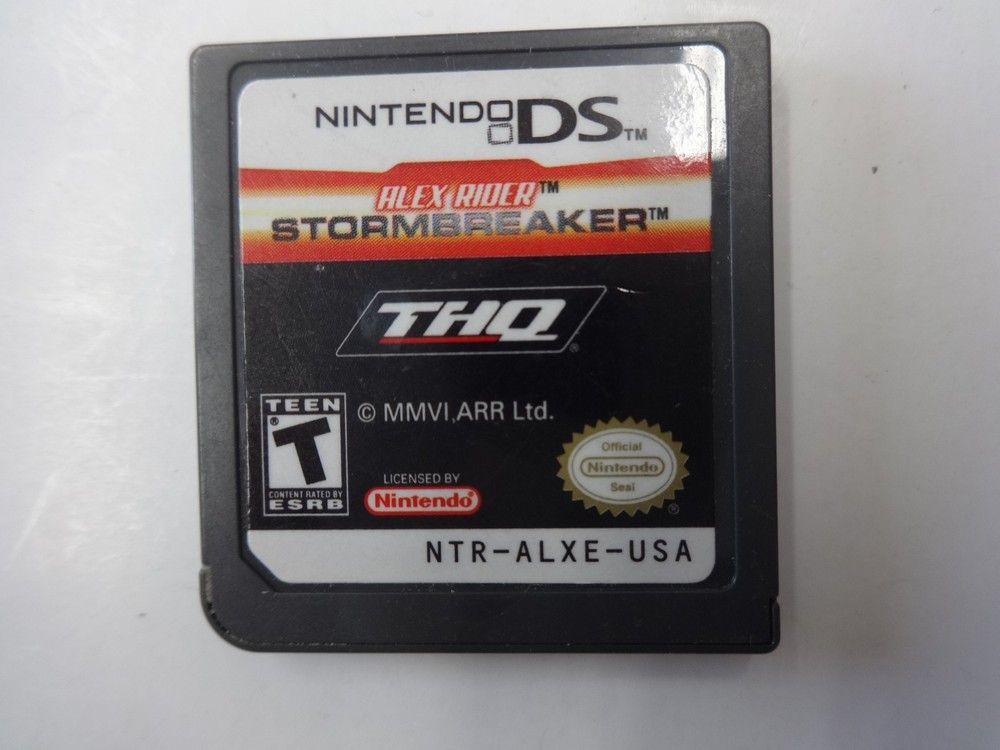 NINTENDO DS™
ALEX RIDER™
STORMBREAKER™
THQ®
TEEN
®
T
CONTENT RATED BY
ESRB
© MMVI,ARR Ltd.
LICENSED BY
Nintendo®
Official
Nintendo
Seal
®
NTR-ALXE-USA